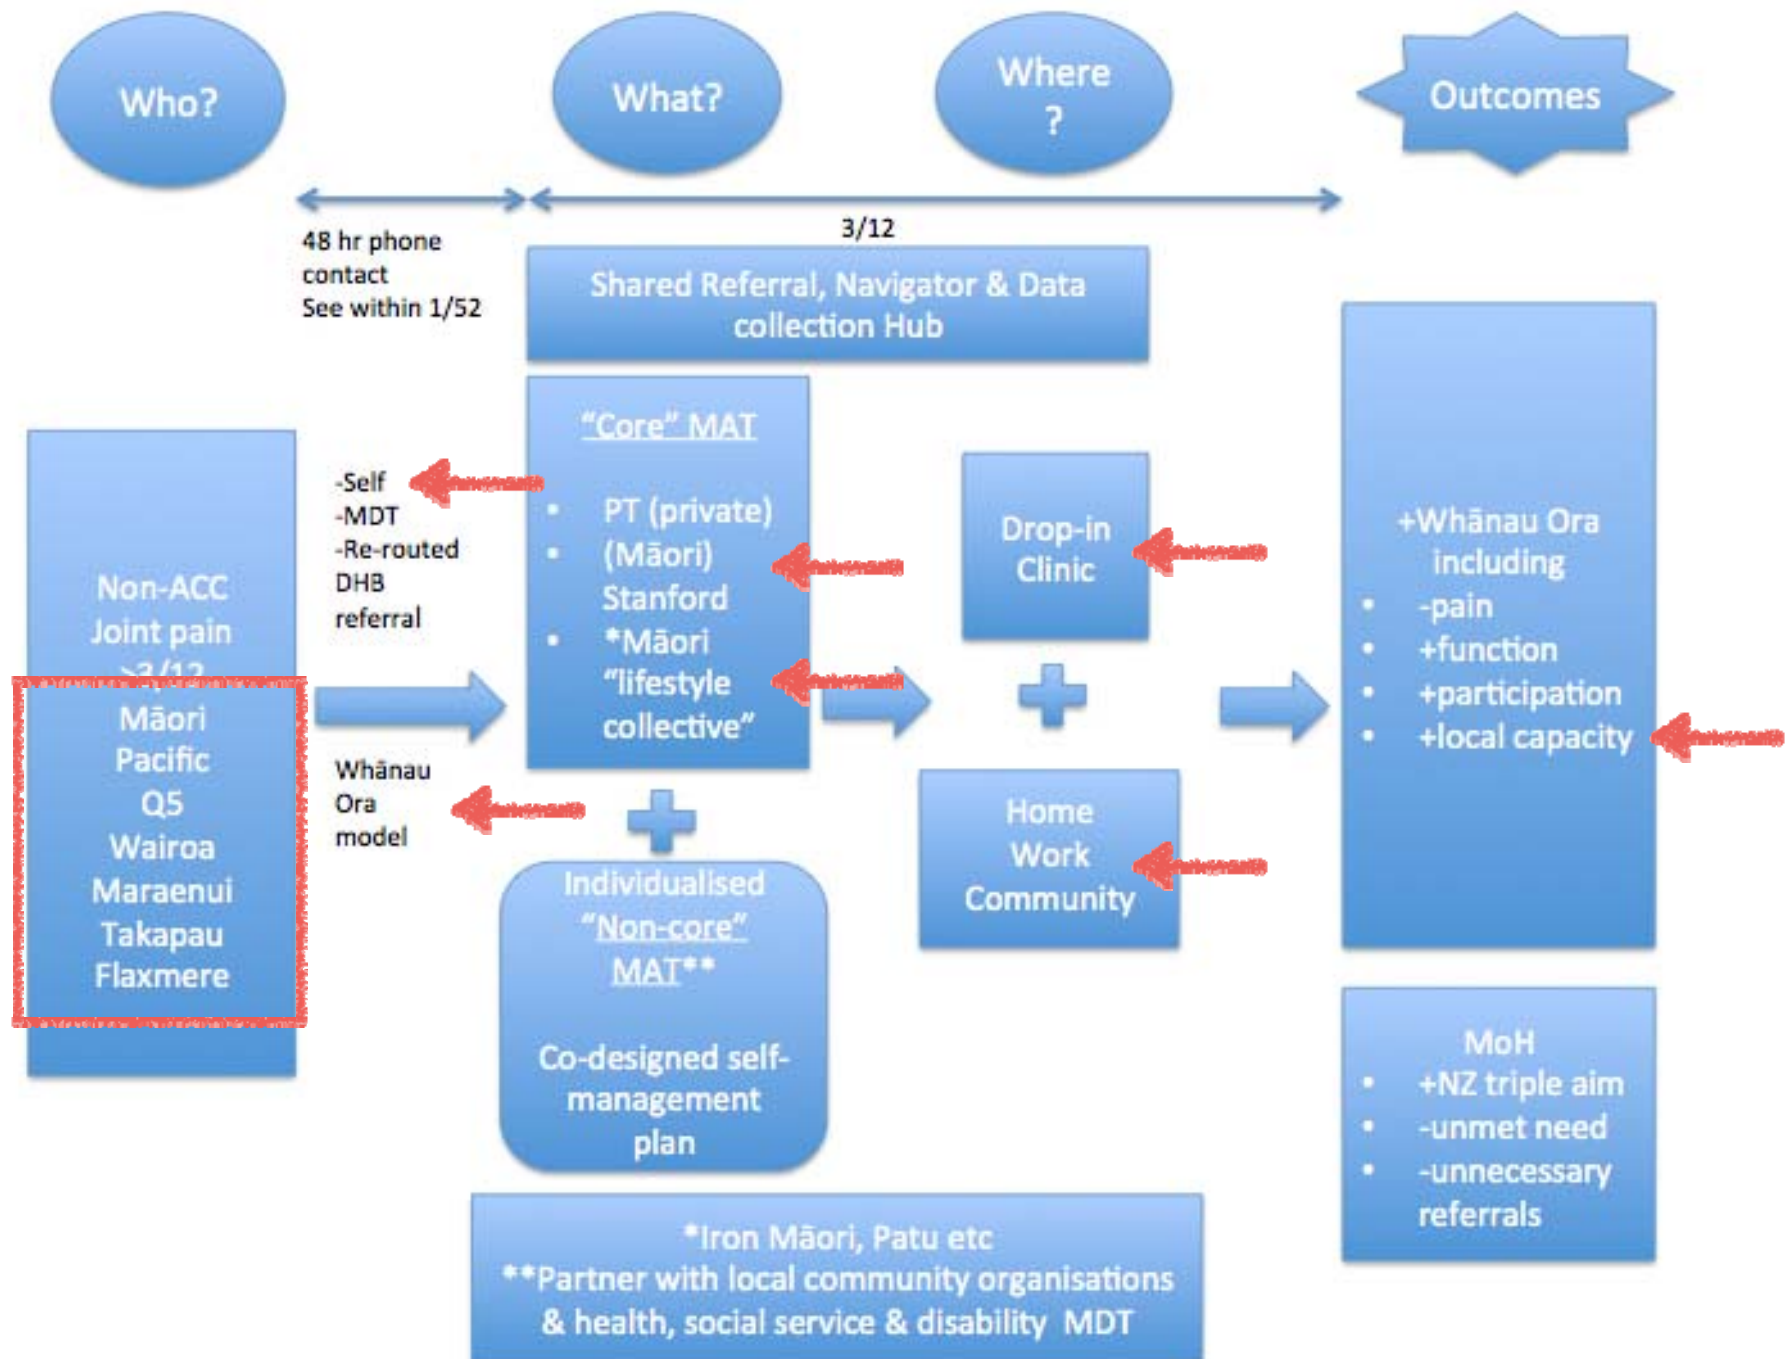 Who?
What?
Where
?
Outcomes
48 hr phone
contact
See within 1/52
3/12
Shared Referral, Navigator & Data
collection Hub
Non-ACC
Joint pain
>3/12
Māori
Pacific
Q5
Wairoa
Maraenui
Takapau
Flaxmere
-Self
-MDT
-Re-routed
DHB
referral
Whānau
Ora
model
"Core" MAT
• PT (private)
• (Māori)
Stanford
• *Māori
"lifestyle
collective"
Individualised
"Non-core"
MAT**
Co-designed self-
management
plan
Drop-in
Clinic
Home
Work
Community
+Whānau Ora
including
• -pain
• +function
• +participation
• +local capacity
MoH
• +NZ triple aim
• -unmet need
• -unnecessary
referrals
*Iron Māori, Patu etc
**Partner with local community organisations
& health, social service & disability MDT